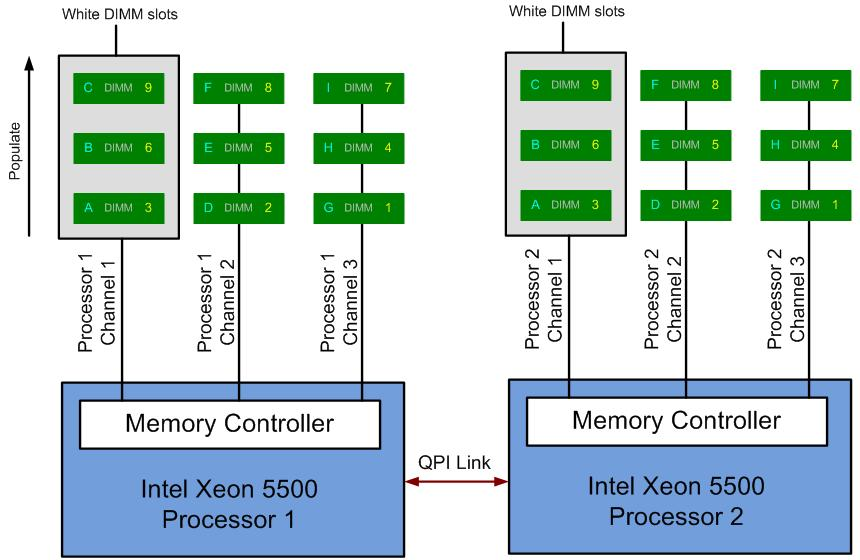 White DIMM slots
White DIMM slots
C DIMM 9
F DIMM 8
I DIMM 7
C DIMM 9
F DIMM 8
I DIMM 7
Populate
B DIMM 6
E DIMM 5
H DIMM 4
B DIMM 6
E DIMM 5
H DIMM 4
A DIMM 3
D DIMM 2
G DIMM 1
A DIMM 3
D DIMM 2
G DIMM 1
Processor 1
Channel 1
Processor 1
Channel 2
Processor 1
Channel 3
Processor 2
Channel 1
Processor 2
Channel 2
Processor 2
Channel 3
Memory Controller
Memory Controller
QPI Link
Intel Xeon 5500
Processor 1
Intel Xeon 5500
Processor 2